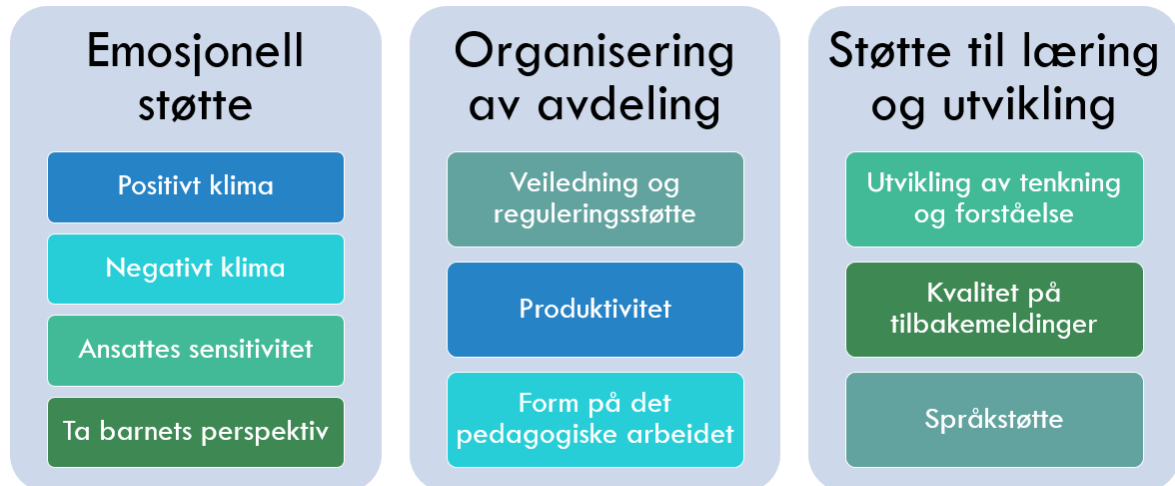 Emosjonell
støtte
Positivt klima
Negativt klima
Ansattes sensitivitet
Ta barnets perspektiv
Organisering
av avdeling
Veiledning og
reguleringsstøtte
Produktivitet
Form på det
pedagogiske arbeidet
Støtte til læring
og utvikling
Utvikling av tenkning
og forståelse
Kvalitet på
tilbakemeldinger
Språkstøtte